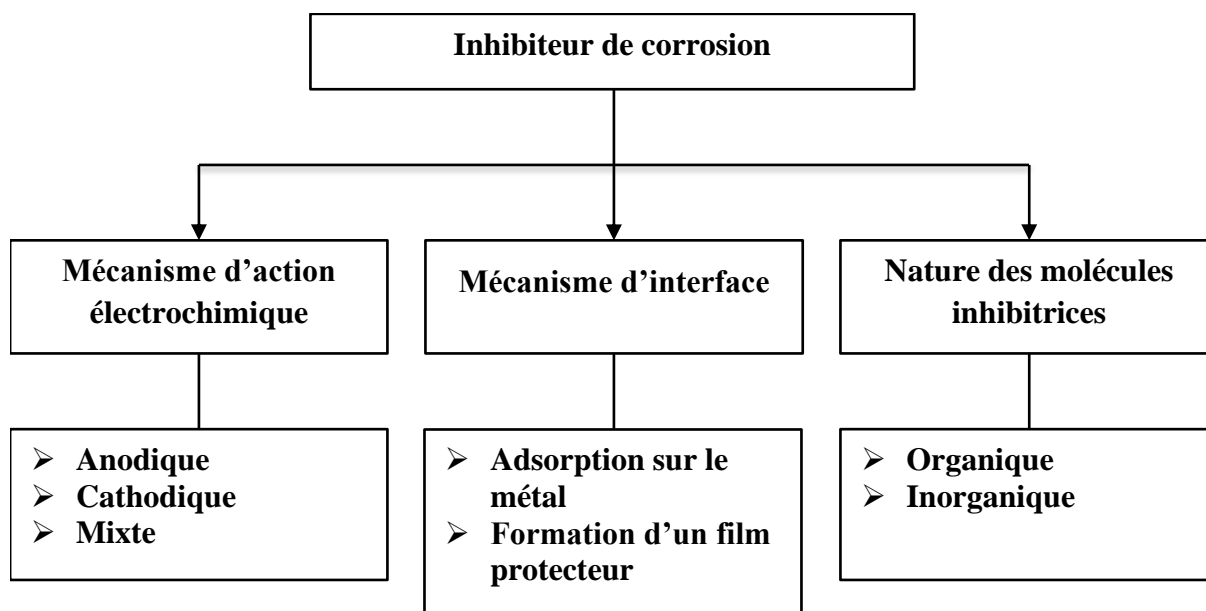 Inhibiteur de corrosion
Mécanisme d’action
électrochimique
Mécanisme d’interface
Nature des molécules
inhibitrices
➢ Anodique
➢ Cathodique
➢ Mixte
➢ Adsorption sur le
métal
➢ Formation d’un film
protecteur
➢ Organique
➢ Inorganique